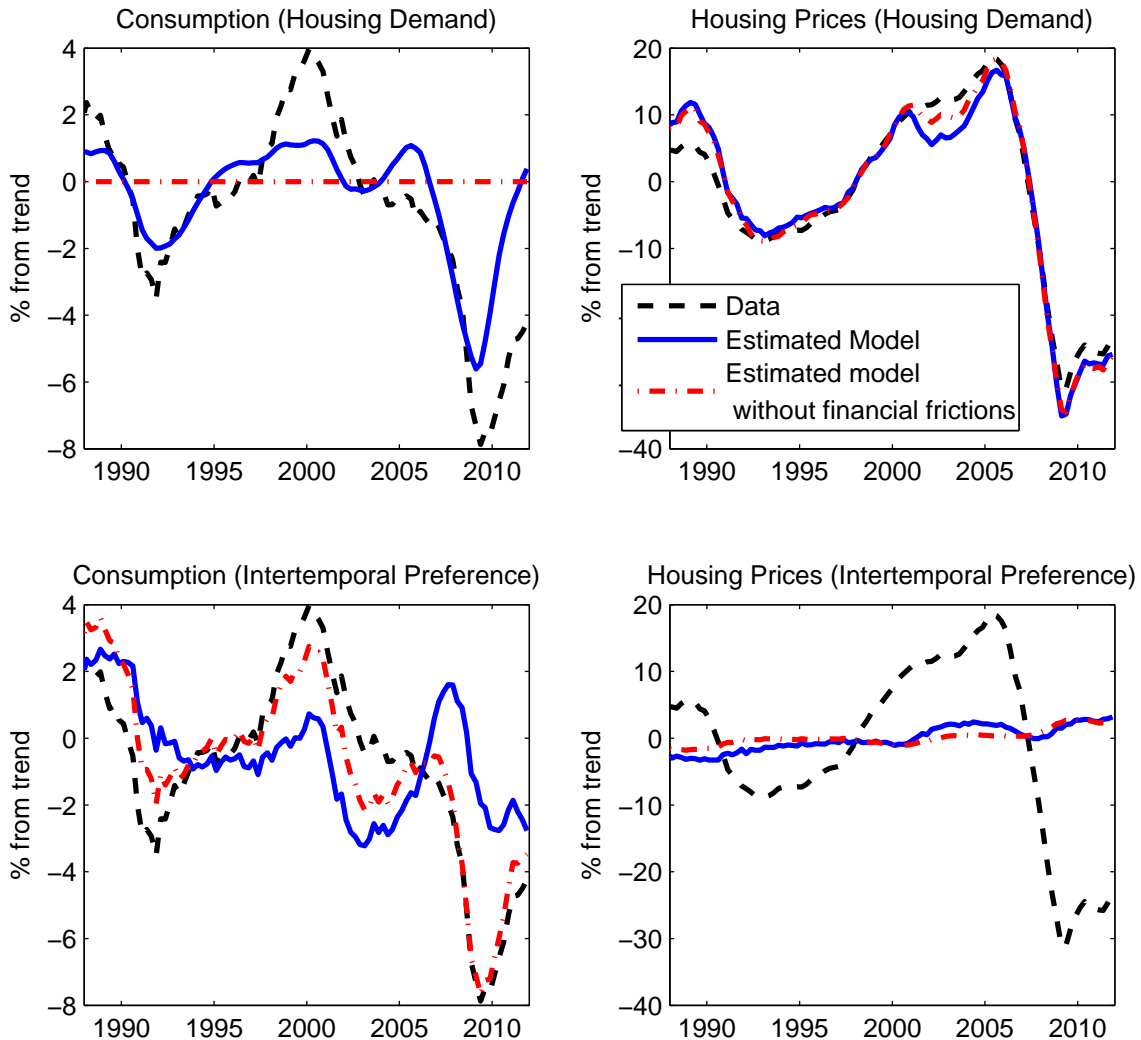 Consumption (Housing Demand)
% from trend
4
2
0
−2
−4
−6
−8
1990 1995 2000 2005 2010
Housing Prices (Housing Demand)
% from trend
20
10
0
−10
−40
1990 1995 2000 2005 2010
Data
Estimated Model
Estimated model
without financial frictions
Consumption (Intertemporal Preference)
% from trend
4
2
0
−2
−4
−6
−8
1990 1995 2000 2005 2010
Housing Prices (Intertemporal Preference)
% from trend
20
10
0
−10
−20
−30
−40
1990 1995 2000 2005 2010